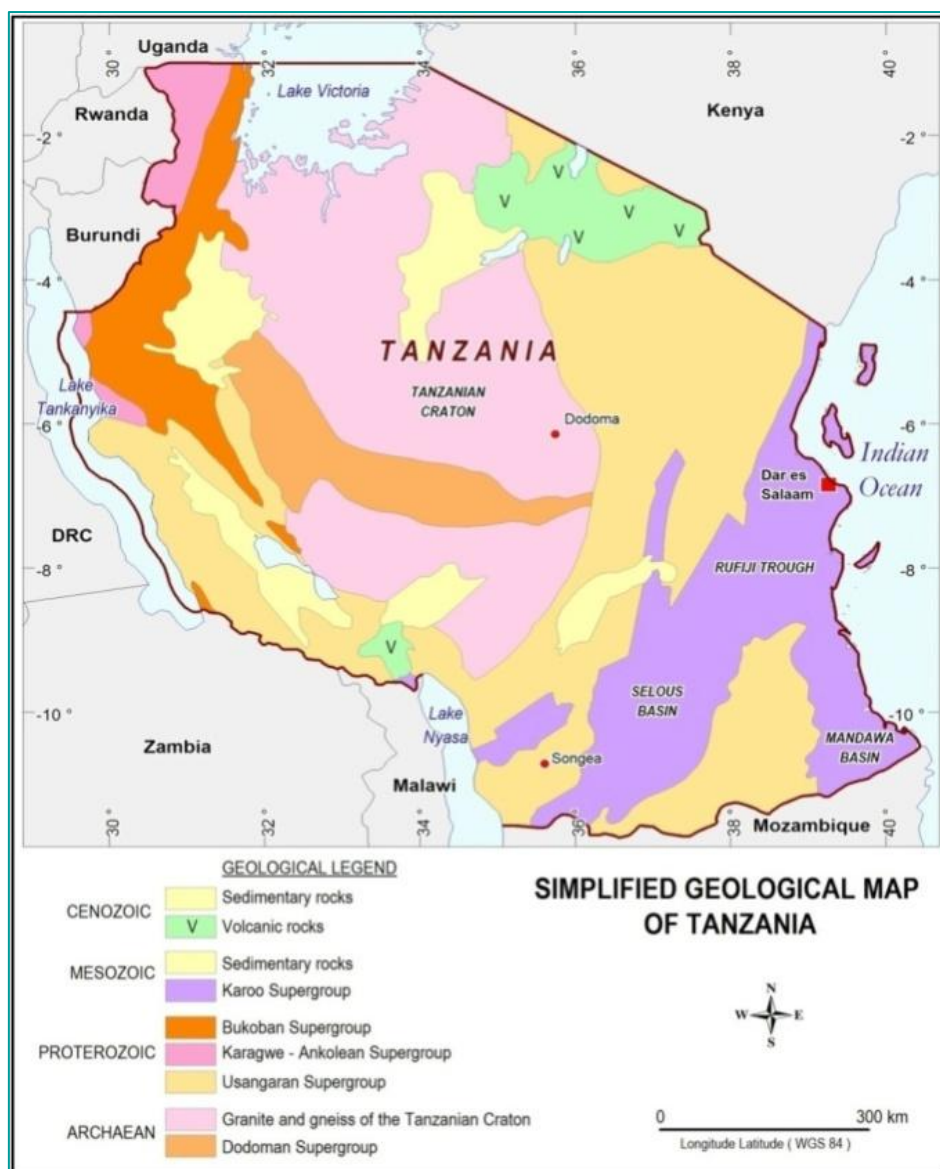 Uganda
30 °
32 °
34 °
36 °
38 °
40 °
Lake Victoria
Rwanda
Kenya
-2 °
-2 °
V
V
V
V
V
Burundi
-4 °
-4 °
TANZANIA
Lake
Tankanyika
TANZANIAN
CRATON
Dodoma
-6 °
-6 °
Indian
Ocean
Dar es
Salaam
DRC
RUFIJI TROUGH
-8 °
-8 °
V
SELOUS
BASIN
-10 °
-10 °
Lake
Nyasa
MANDAWA
BASIN
Zambia
Songea
Malawi
Mozambique
30 °
32 °
34 °
36 °
38 °
40 °
GEOLOGICAL LEGEND
CENOZOIC
Sedimentary rocks
V Volcanic rocks
MESOZOIC
Sedimentary rocks
Karoo Supergroup
PROTEROZOIC
Bukoban Supergroup
Karagwe - Ankolean Supergroup
Usangaran Supergroup
ARCHAEAN
Granite and gneiss of the Tanzanian Craton
Dodoman Supergroup
SIMPLIFIED GEOLOGICAL MAP
OF TANZANIA
N
W E
S
0 300 km
Longitude Latitude ( WGS 84 )